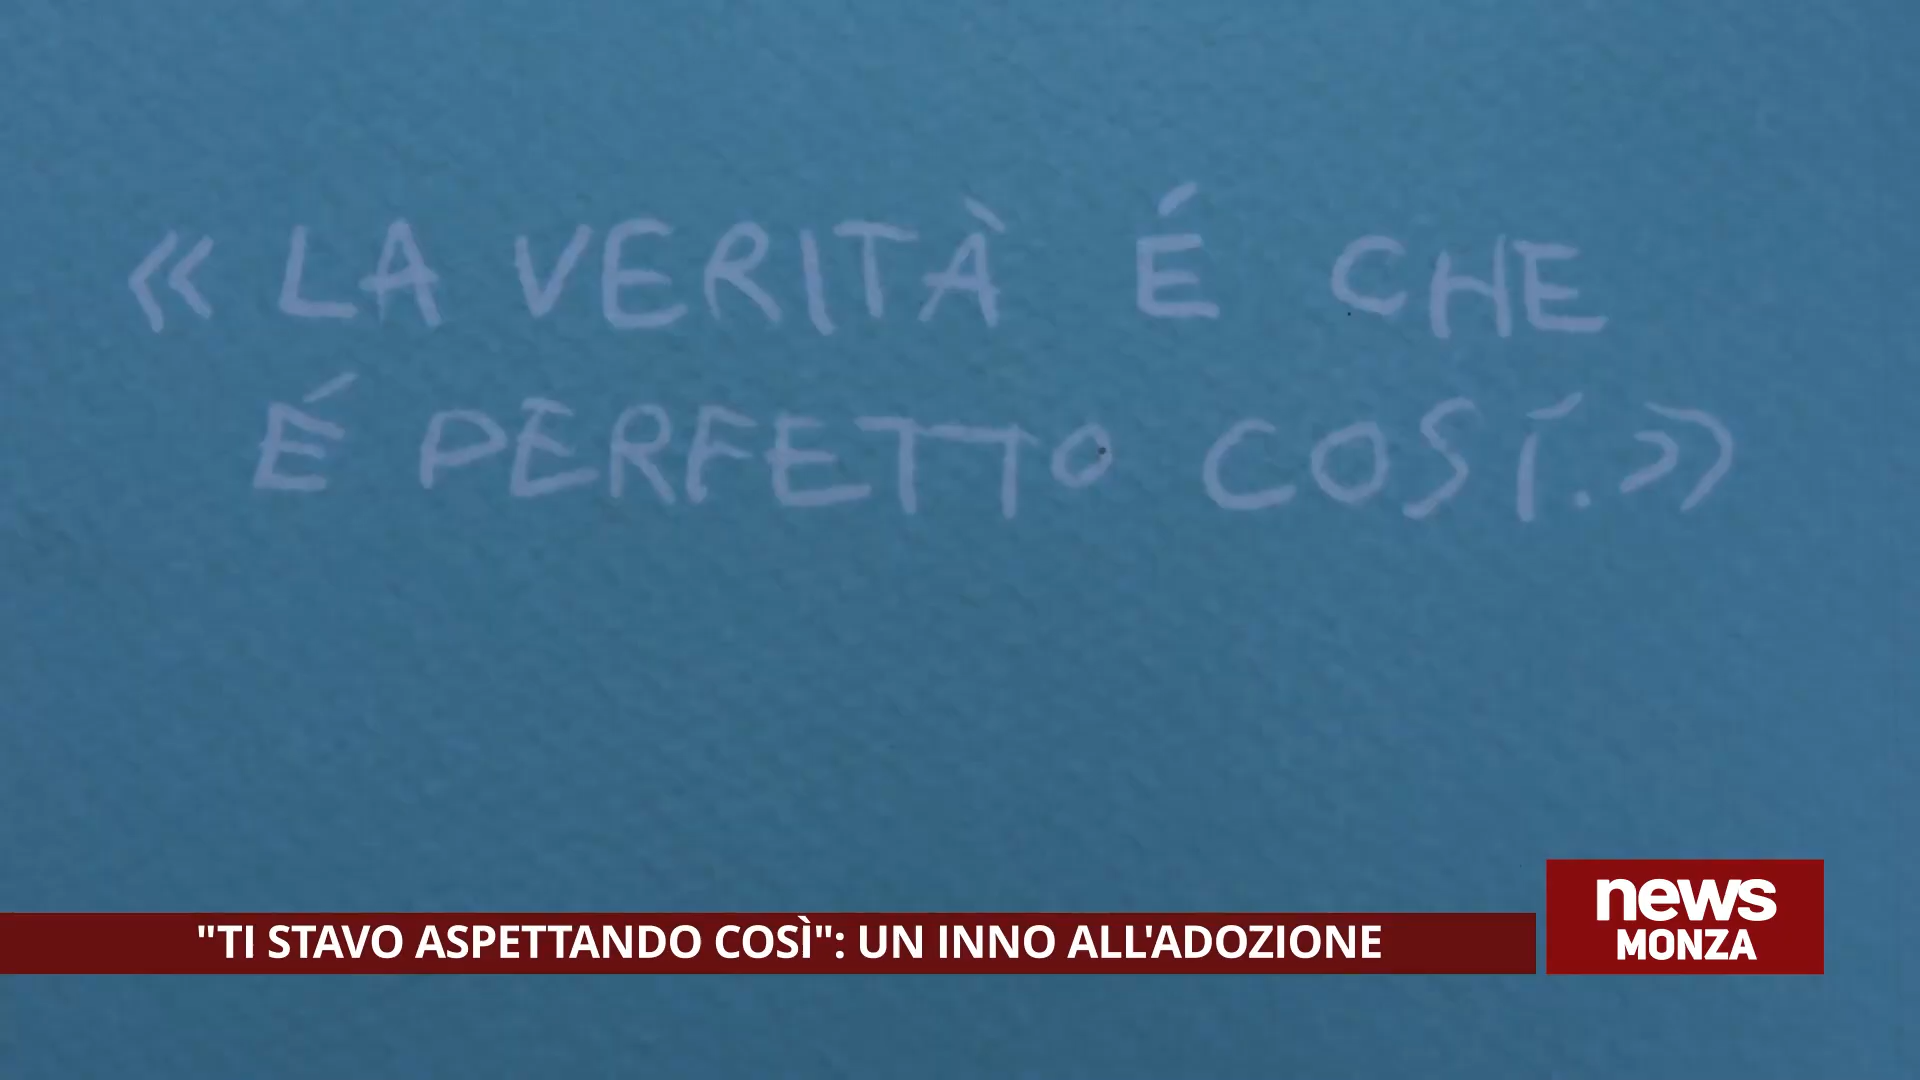 « LA VERITÀ É CHE
É PERFETTO COSÍ. »
"TI STAVO ASPETTANDO COSÌ": UN INNO ALL'ADOZIONE
news
MONZA